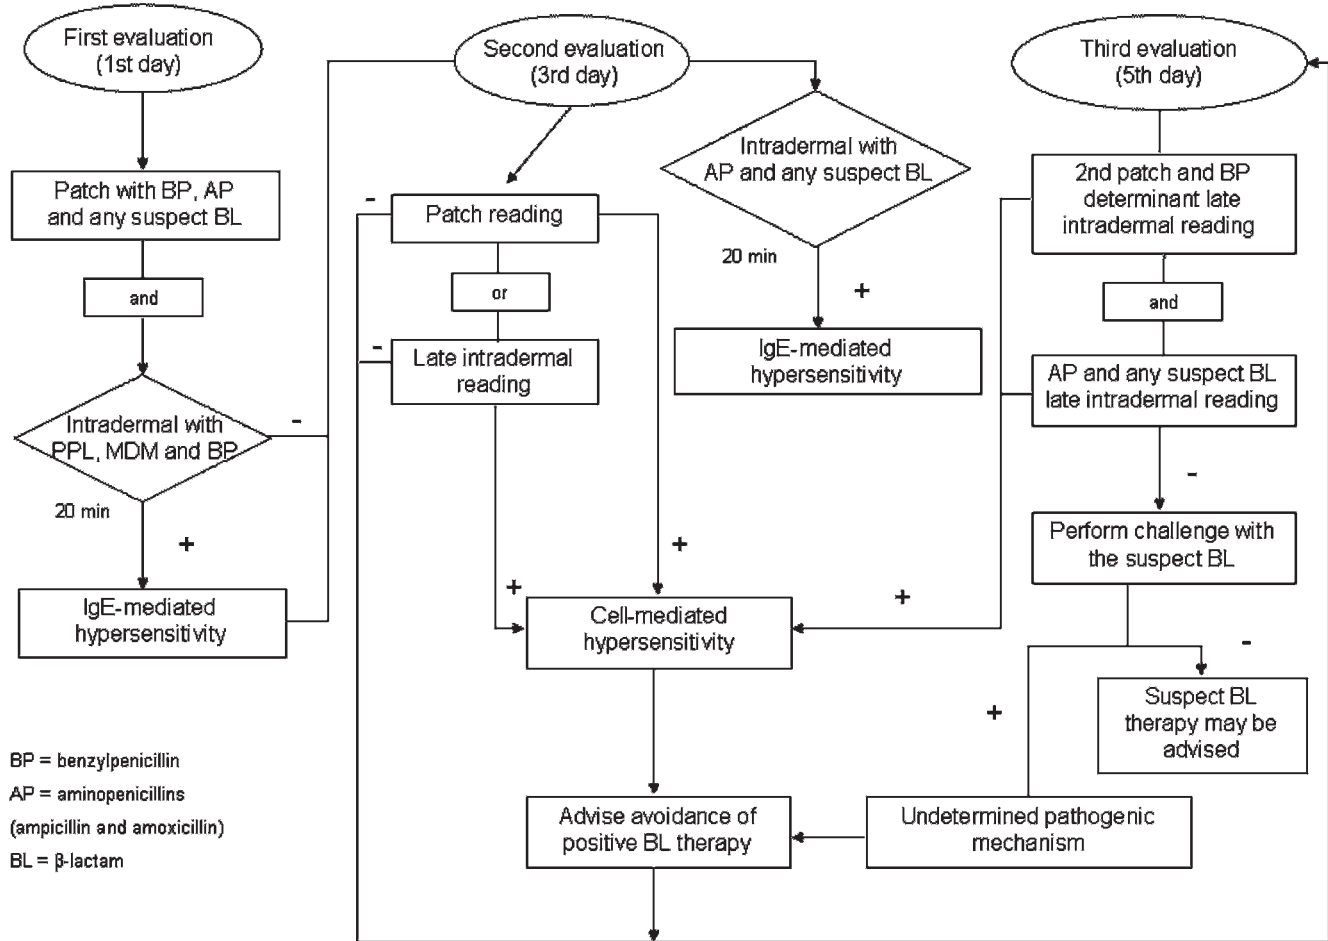 First evaluation
(1st day)
Patch with BP, AP
and any suspect BL
and
Intradermal with
PPL, MDM and BP
-
20 min
+
IgE-mediated
hypersensitivity
Second evaluation
(3rd day)
-
Patch reading
or
-
Late intradermal
reading
+
+
Cell-mediated
hypersensitivity
Advise avoidance of
positive BL therapy
Intradermal with
AP and any suspect BL
20 min
+
IgE-mediated
hypersensitivity
Third evaluation
(5th day)
2nd patch and BP
determinant late
intradermal reading
and
AP and any suspect BL
late intradermal reading
+
-
Perform challenge with
the suspect BL
-
+
Suspect BL
therapy may be
advised
Undetermined pathogenic
mechanism
BP = benzylpenicillin
AP = aminopenicillins
(ampicillin and amoxicillin)
BL = β-lactam